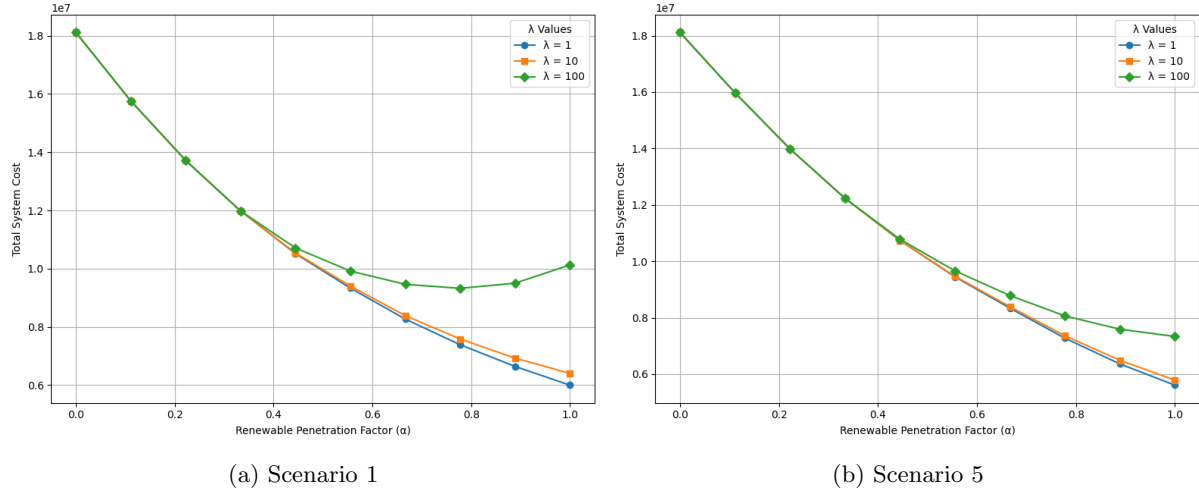 1e7
1.8
1.6
1.4
1.2
1.0
0.8
0.6
0.0 0.2 0.4 0.6 0.8 1.0
Total System Cost
Renewable Penetration Factor (α)
λ Values
λ = 1
λ = 10
λ = 100
(a) Scenario 1
1e7
1.8
1.6
1.4
1.2
1.0
0.8
0.6
0.0 0.2 0.4 0.6 0.8 1.0
Total System Cost
Renewable Penetration Factor (α)
λ Values
λ = 1
λ = 10
λ = 100
(b) Scenario 5